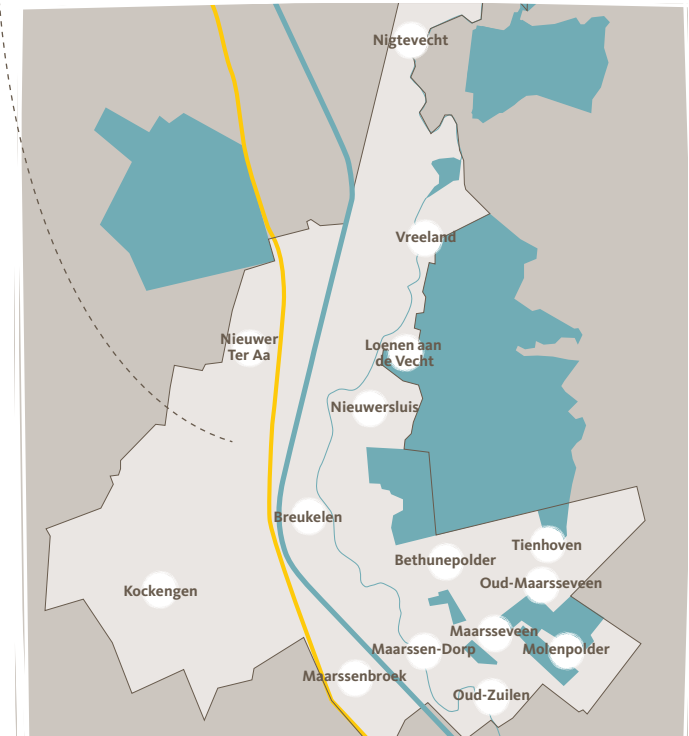 Nigtevecht
Vreeland
Nieuwer
Ter Aa
Loenen aan
de Vecht
Nieuwersluis
Breukelen
Tienhoven
Bethunepolder
Oud-Maarsseveen
Kockengen
Maarsseveen
Maarssen-Dorp
Molenpolder
Maarssenbroek
Oud-Zuilen